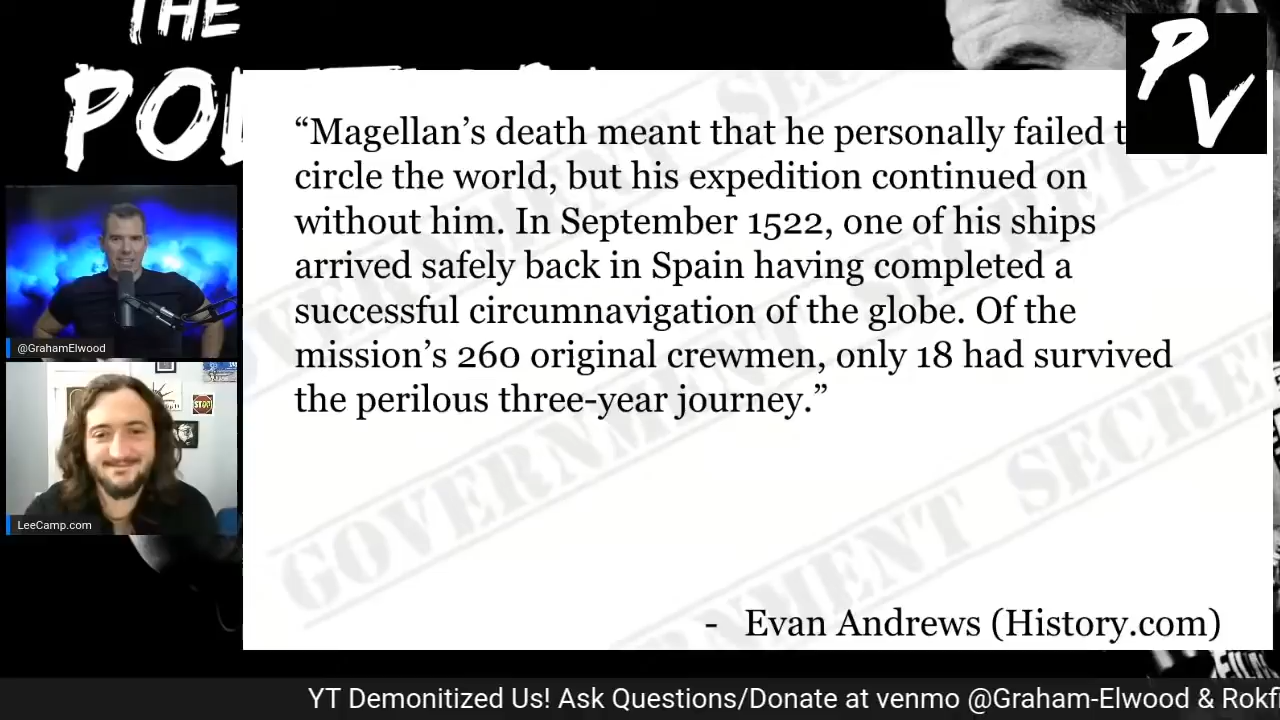 THE
“Magellan’s death meant that he personally failed
circle the world, but his expedition continued on
without him. In September 1522, one of his ships
arrived safely back in Spain having completed a
successful circumnavigation of the globe. Of the
mission’s 260 original crewmen, only 18 had survived
the perilous three-year journey.”
- Evan Andrews (History.com)
PV
@GrahamElwood
STOP
LeeCamp.com
GOVERNMENT SECRETS
YT Demonitized Us! Ask Questions/Donate at venmo @Graham-Elwood &